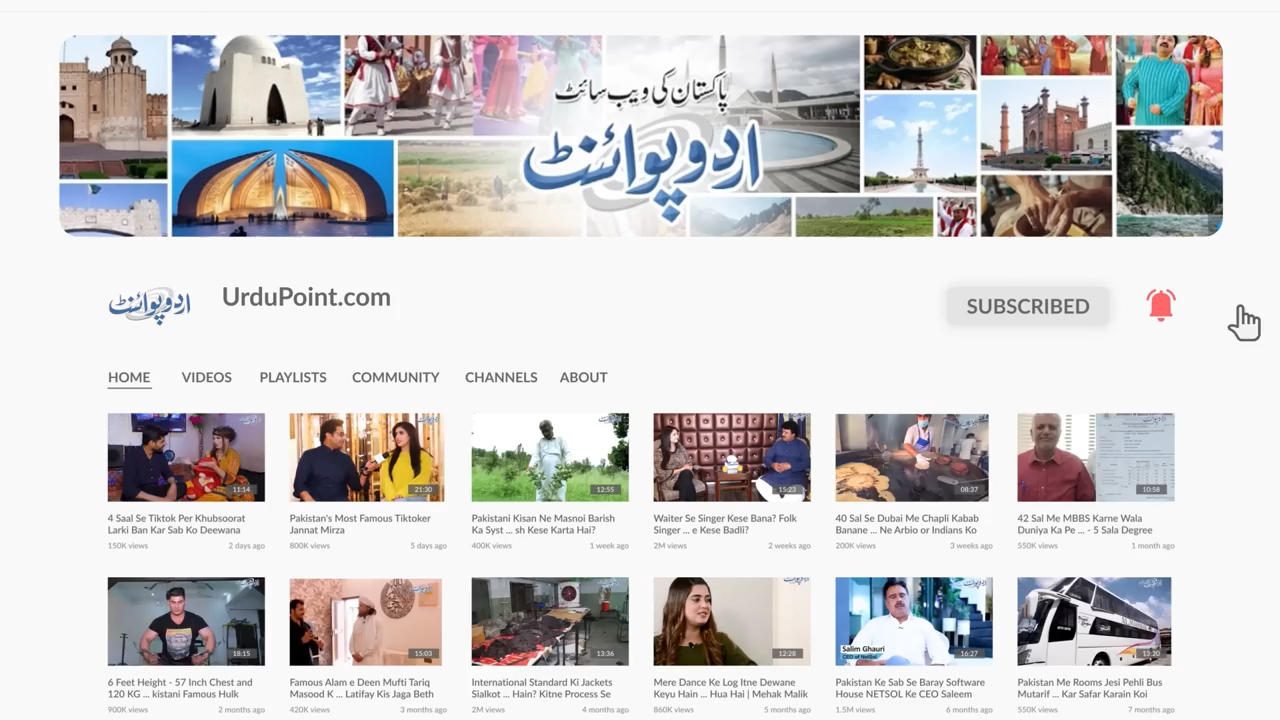 پاکستان کی ویب سائٹ
اردوپوائنٹ
اردوپوائنٹ
UrduPoint.com
SUBSCRIBED
HOME VIDEOS PLAYLISTS COMMUNITY CHANNELS ABOUT
11:14 21:30 12:55 15:23 08:37 10:58
4 Saal Se Tiktok Per Khubsoorat
Larki Ban Kar Sab Ko Deewana
150K views 2 days ago
Pakistan's Most Famous Tiktoker
Jannat Mirza
800K views 5 days ago
Pakistani Kisan Ne Masnoi Barish
Ka Syst ... sh Kese Karta Hai?
400K views 1 week ago
Waiter Se Singer Kese Bana? Folk
Singer ... e Kese Badli?
2M views 2 weeks ago
40 Sal Se Dubai Me Chapli Kabab
Banane ... Ne Arbio or Indians Ko
200K views 3 weeks ago
42 Sal Me MBBS Karne Wala
Duniya Ka Pe ... - 5 Sala Degree
550K views 1 month ago
18:15 15:03 13:36 12:28 16:27 13:20
Salim Ghauri
CEO of NetSol
6 Feet Height - 57 Inch Chest and
120 KG ... kistani Famous Hulk
900K views 2 months ago
Famous Alam e Deen Mufti Tariq
Masood K ... Latifay Kis Jaga Beth
420K views 3 months ago
International Standard Ki Jackets
Sialkot ... Hain? Kitne Process Se
2M views 4 months ago
Mere Dance Ke Log Itne Dewane
Keyu Hain ... Hua Hai | Mehak Malik
860K views 5 months ago
Pakistan Ke Sab Se Baray Software
House NETSOL Ke CEO Saleem
1.5M views 6 months ago
Pakistan Me Rooms Jesi Pehli Bus
Mutarif ... Kar Safar Karain Koi
550K views 7 months ago